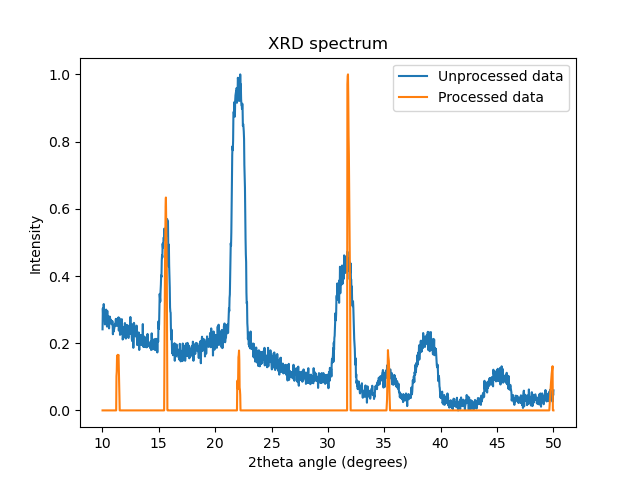 XRD spectrum
Unprocessed data
Processed data
Intensity
1.0
0.8
0.6
0.4
0.2
0.0
10 15 20 25 30 35 40 45 50
2theta angle (degrees)